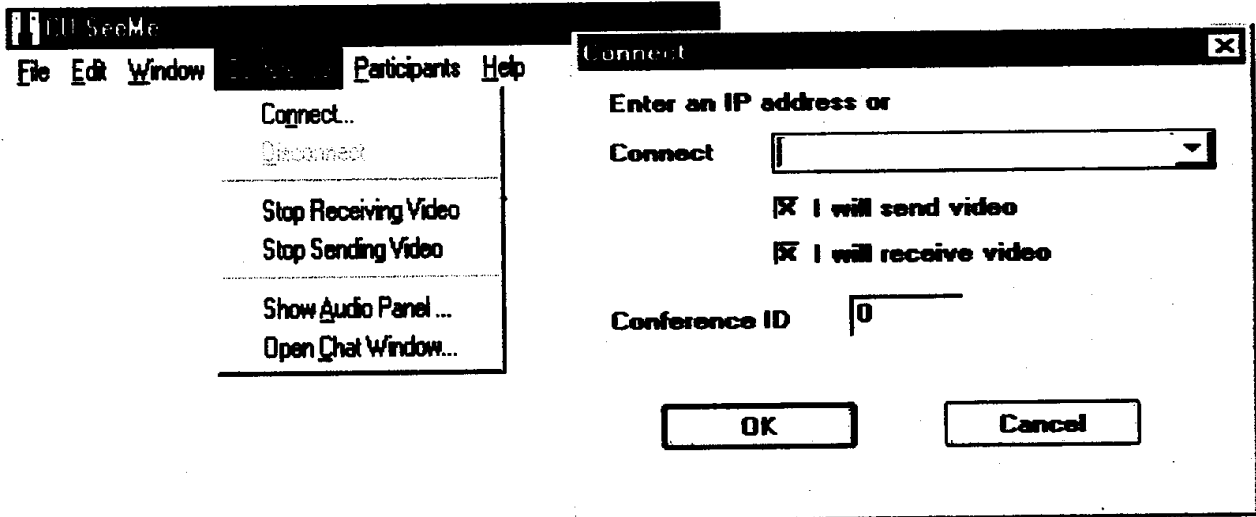 CU-SeeMe
File Edit Window Participants Help
Connect...
Disconnect
Stop Receiving Video
Stop Sending Video
Show Audio Panel ...
Open Chat Window...
Connect
Enter an IP address or
Connect
I will send video
I will receive video
Conference ID 0
OK Cancel